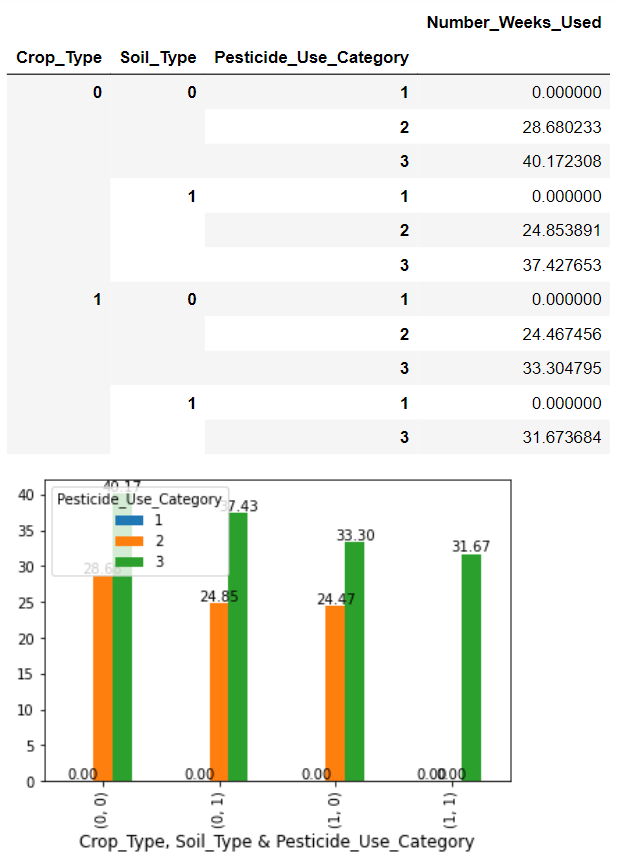 Number_Weeks_Used
Crop_Type Soil_Type Pesticide_Use_Category
0 0 1 0.000000
2 28.680233
3 40.172308
1 1 0.000000
2 24.853891
3 37.427653
1 0 1 0.000000
2 24.467456
3 33.304795
1 1 0.000000
3 31.673684
40.17
40
Pesticide_Use_Category
37.43
1
35
2
33.30
3
31.67
30
28.68
25
24.85
24.47
20
15
10
5
0.00 0.00 0.00 0.00 0.00
0
(0, 0) (0, 1) (1, 0) (1, 1)
Crop_Type, Soil_Type & Pesticide_Use_Category